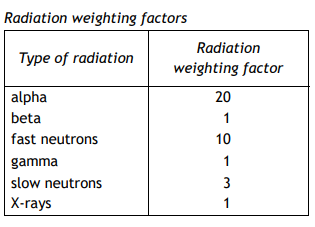 Radiation weighting factors
Type of radiation
Radiation
weighting factor
alpha 20
beta 1
fast neutrons 10
gamma 1
slow neutrons 3
X-rays 1